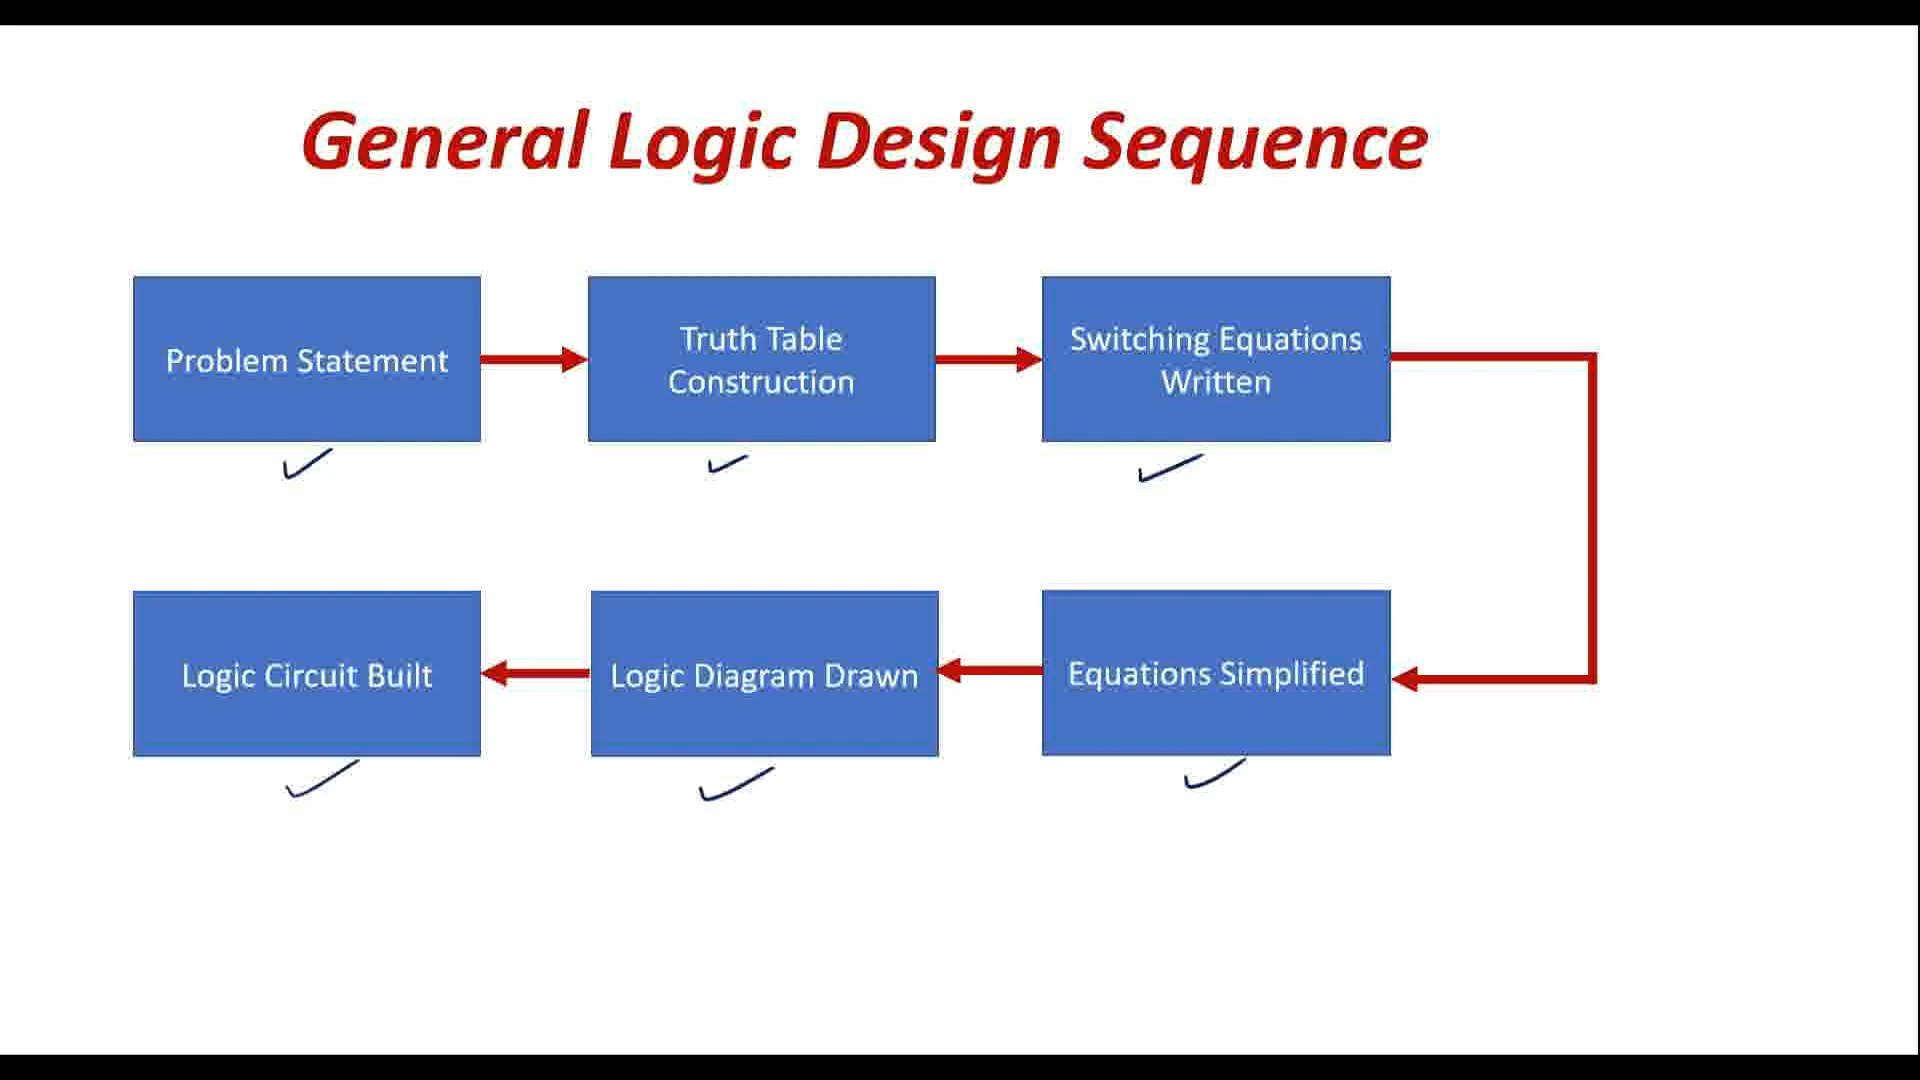 General Logic Design Sequence
Problem Statement
Truth Table
Construction
Switching Equations
Written
Logic Circuit Built
Logic Diagram Drawn
Equations Simplified